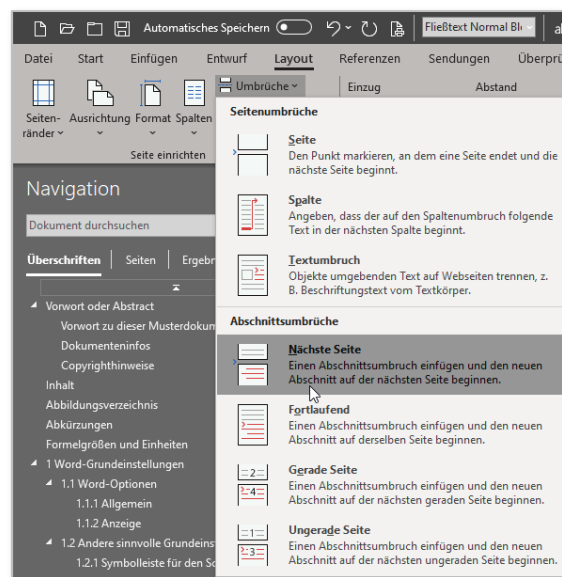 Automatisches Speichern
Fließtext Normal Bl
Datei Start Einfügen Entwurf Layout Referenzen Sendungen Überprü
Seiten-
ränder
Ausrichtung Format Spalten
Umbrüche
Einzug
Abstand
Seite einrichten
Navigation
Dokument durchsuchen
Überschriften Seiten Ergebn
Vorwort oder Abstract
Vorwort zu dieser Musterdokum
Dokumenteninfos
Copyrighthinweise
Inhalt
Abbildungsverzeichnis
Abkürzungen
Formelgrößen und Einheiten
1 Word-Grundeinstellungen
1.1 Word-Optionen
1.1.1 Allgemein
1.1.2 Anzeige
1.2 Andere sinnvolle Grundeins
1.2.1 Symbolleiste für den Sc
Seitenumbrüche
Seite
Den Punkt markieren, an dem eine Seite endet und die
nächste Seite beginnt.
Spalte
Angeben, dass der auf den Spaltenumbruch folgende
Text in der nächsten Spalte beginnt.
Textumbruch
Objekte umgebenden Text auf Webseiten trennen, z.
B. Beschriftungstext vom Textkörper.
Abschnittsumbrüche
Nächste Seite
Einen Abschnittsumbruch einfügen und den neuen
Abschnitt auf der nächsten Seite beginnen.
Fortlaufend
Einen Abschnittsumbruch einfügen und den neuen
Abschnitt auf derselben Seite beginnen.
2
4
Gerade Seite
Einen Abschnittsumbruch einfügen und den neuen
Abschnitt auf der nächsten geraden Seite beginnen.
1
3
Ungerade Seite
Einen Abschnittsumbruch einfügen und den neuen
Abschnitt auf der nächsten ungeraden Seite beginnen.